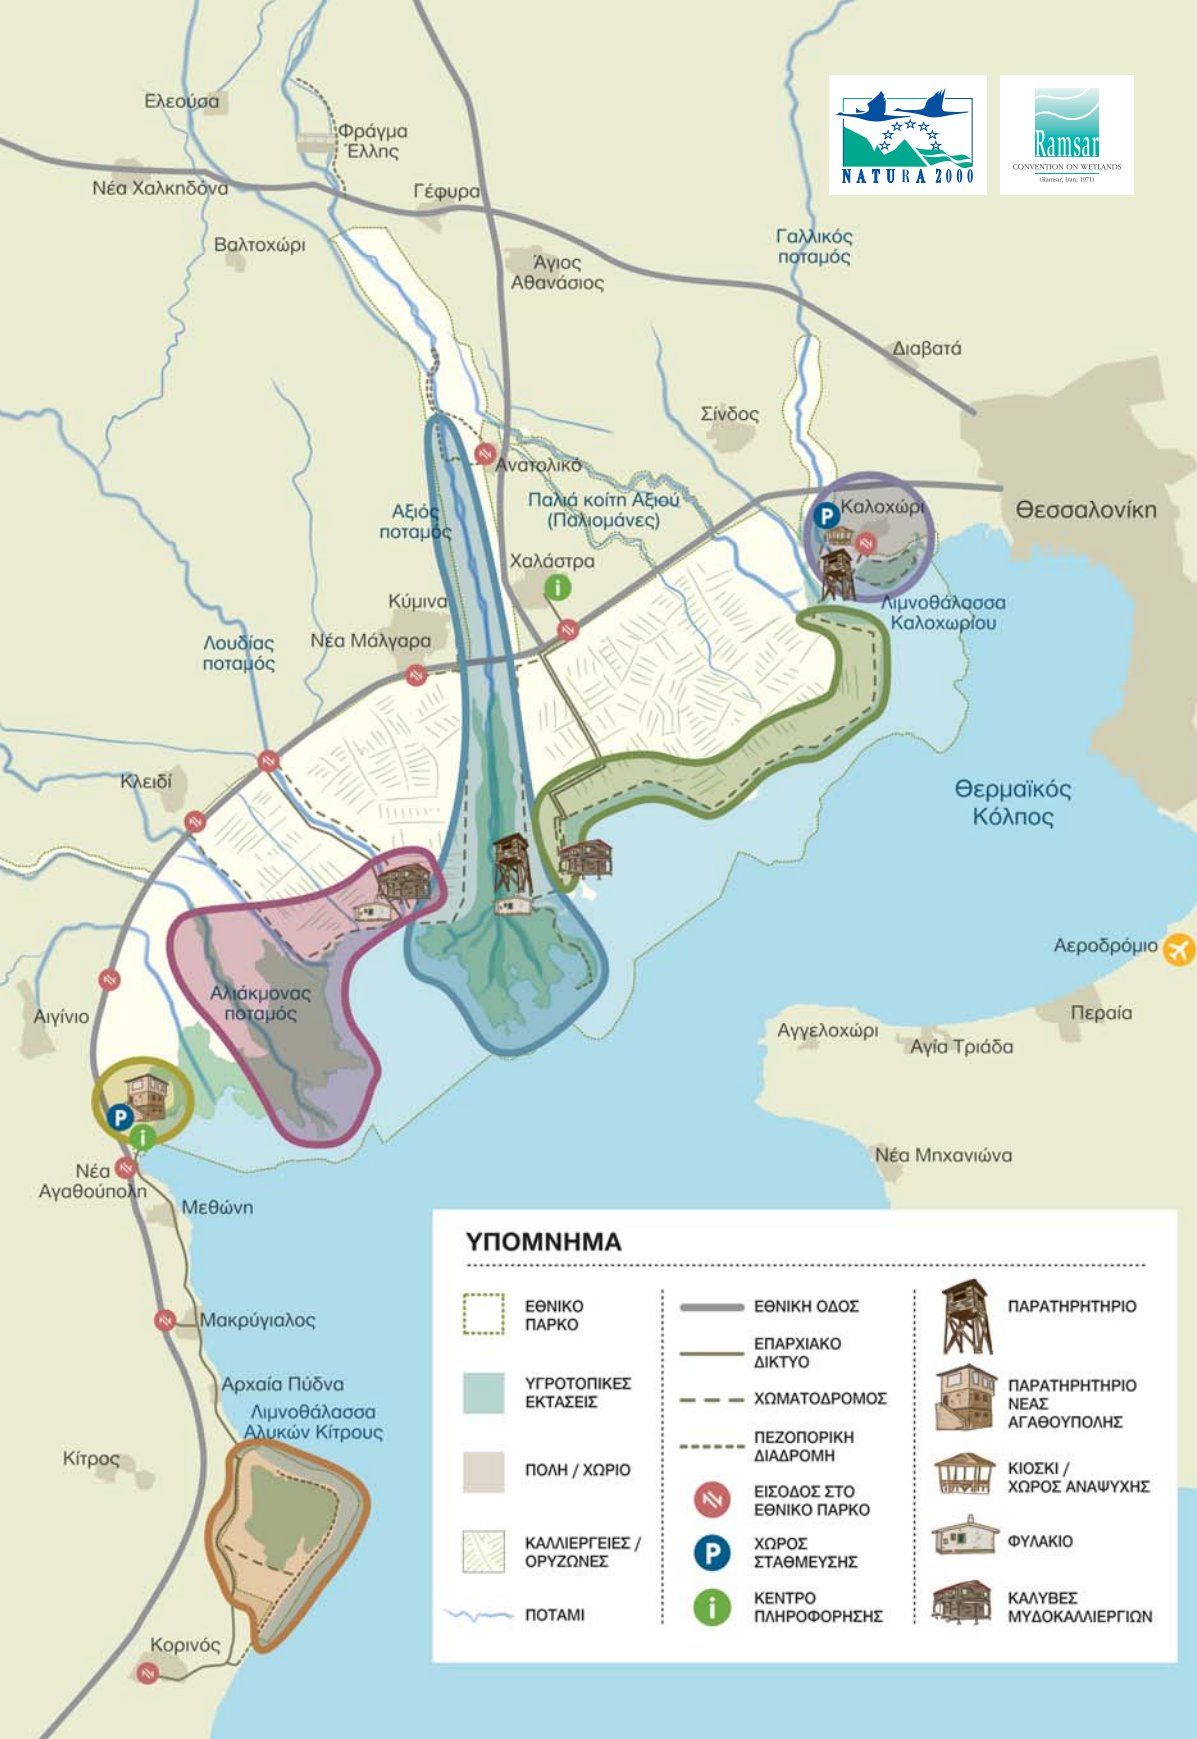 Ελεούσα
Φράγμα
Έλλης
Νέα Χαλκηδόνα
Γέφυρα
Βαλτοχώρι
Άγιος
Αθανάσιος
NATURA 2000
Ramsar
CONVENTION ON WETLANDS
(Ramsar, Iran, 1971)
Γαλλικός
ποταμός
Διαβατά
Σίνδος
Ανατολικό
Παλιά κοίτη Αξιού
(Παλιομάνες)
Αξιός
ποταμός
P
Καλοχώρι
Θεσσαλονίκη
Χαλάστρα
i
Κύμινα
Νέα Μάλγαρα
Λιμνοθάλασσα
Καλοχωρίου
Λουδίας
ποταμός
Κλειδί
Θερμαϊκός
Κόλπος
Αεροδρόμιο
Αλιάκμονας
ποταμός
Αιγίνιο
Περαία
Αγγελοχώρι
Αγία Τριάδα
P
i
Νέα
Αγαθούπολη
Νέα Μηχανιώνα
Μεθώνη
Μακρύγιαλος
Αρχαία Πύδνα
Λιμνοθάλασσα
Αλυκών Κίτρους
Κίτρος
Κορινός
ΥΠΟΜΝΗΜΑ
ΕΘΝΙΚΟ
ΠΑΡΚΟ
ΥΓΡΟΤΟΠΙΚΕΣ
ΕΚΤΑΣΕΙΣ
ΠΟΛΗ / ΧΩΡΙΟ
ΚΑΛΛΙΕΡΓΕΙΕΣ /
ΟΡΥΖΩΝΕΣ
ΠΟΤΑΜΙ
ΕΘΝΙΚΗ ΟΔΟΣ
ΕΠΑΡΧΙΑΚΟ
ΔΙΚΤΥΟ
ΧΩΜΑΤΟΔΡΟΜΟΣ
ΠΕΖΟΠΟΡΙΚΗ
ΔΙΑΔΡΟΜΗ
ΕΙΣΟΔΟΣ ΣΤΟ
ΕΘΝΙΚΟ ΠΑΡΚΟ
P
ΧΩΡΟΣ
ΣΤΑΘΜΕΥΣΗΣ
i
ΚΕΝΤΡΟ
ΠΛΗΡΟΦΟΡΗΣΗΣ
ΠΑΡΑΤΗΡΗΤΗΡΙΟ
ΠΑΡΑΤΗΡΗΤΗΡΙΟ
ΝΕΑΣ
ΑΓΑΘΟΥΠΟΛΗΣ
ΚΙΟΣΚΙ /
ΧΩΡΟΣ ΑΝΑΨΥΧΗΣ
ΦΥΛΑΚΙΟ
ΚΑΛΥΒΕΣ
ΜΥΔΟΚΑΛΛΙΕΡΓΙΩΝ